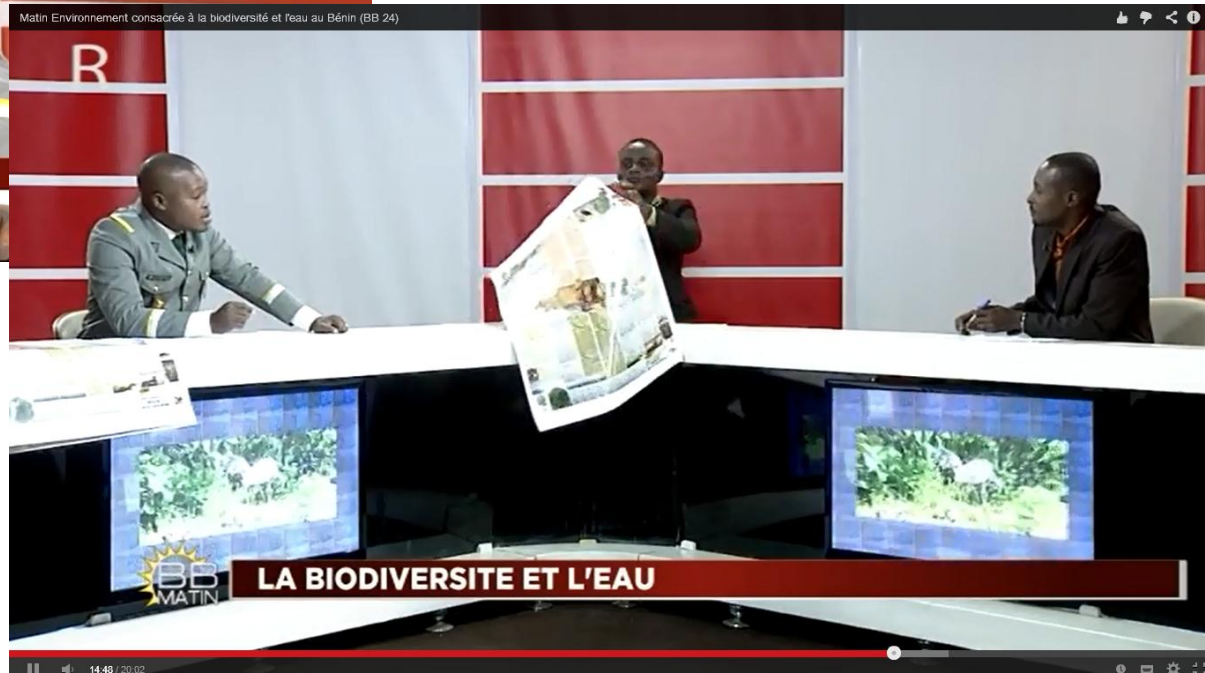 Matin Environnement consacrée à la biodiversité et l'eau au Bénin (BB 24)
R
BB
MATIN
LA BIODIVERSITE ET L'EAU
14:48 / 20:02